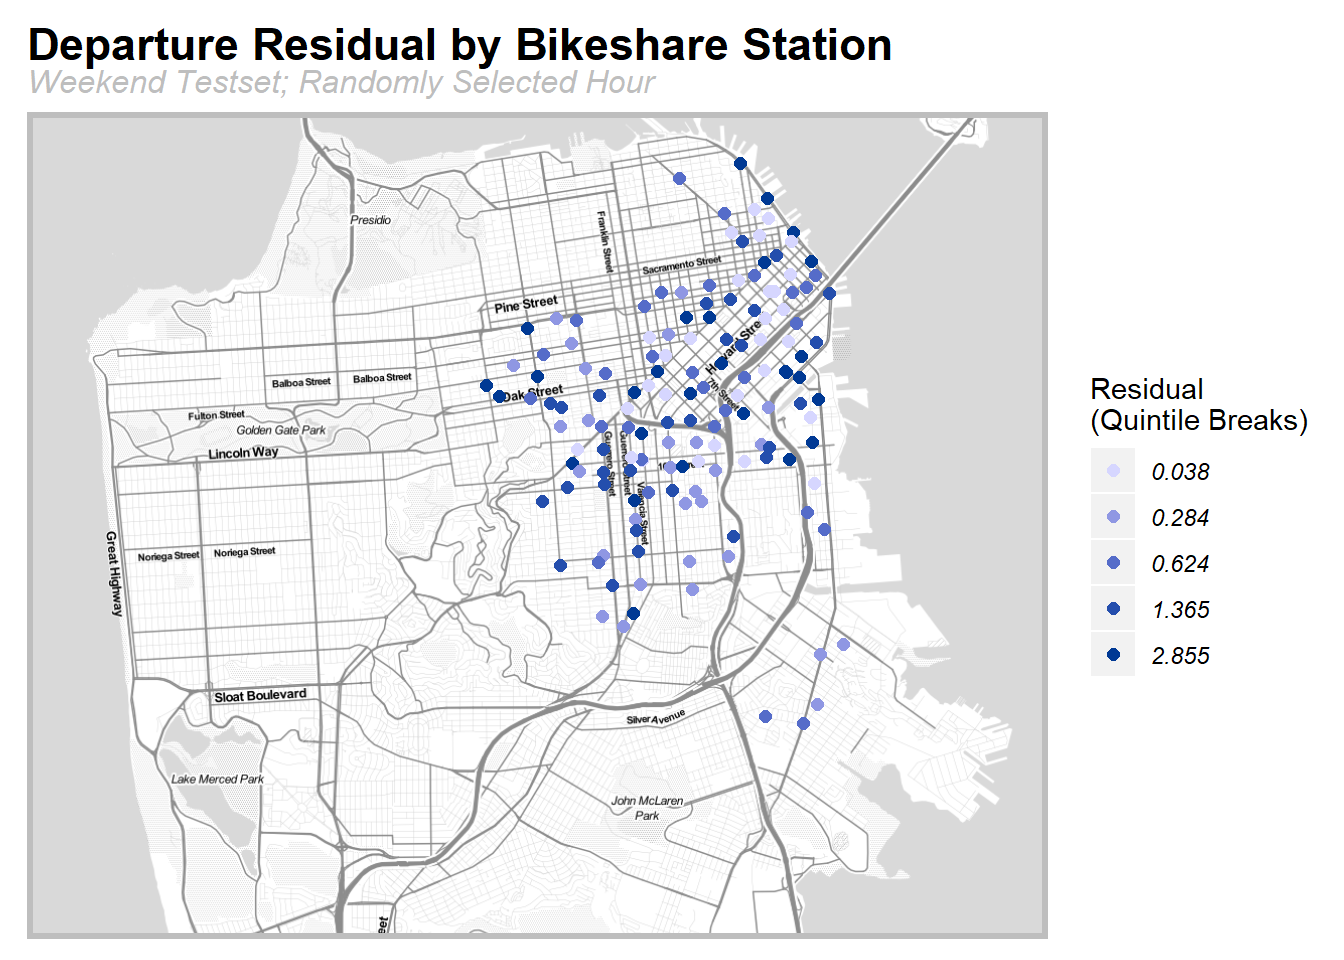 Departure Residual by Bikeshare Station
Weekend Testset; Randomly Selected Hour
Presidio
Franklin Street
Sacramento Street
Pine Street
Balboa Street
Balboa Street
Oak Street
7th Street
Fulton Street
Golden Gate Park
Lincoln Way
Guerrero Street
Valencia Street
Great Highway
Noriega Street
Noriega Street
Sloat Boulevard
Silver Avenue
Lake Merced Park
John McLaren
Park
Residual
(Quintile Breaks)
0.038
0.284
0.624
1.365
2.855